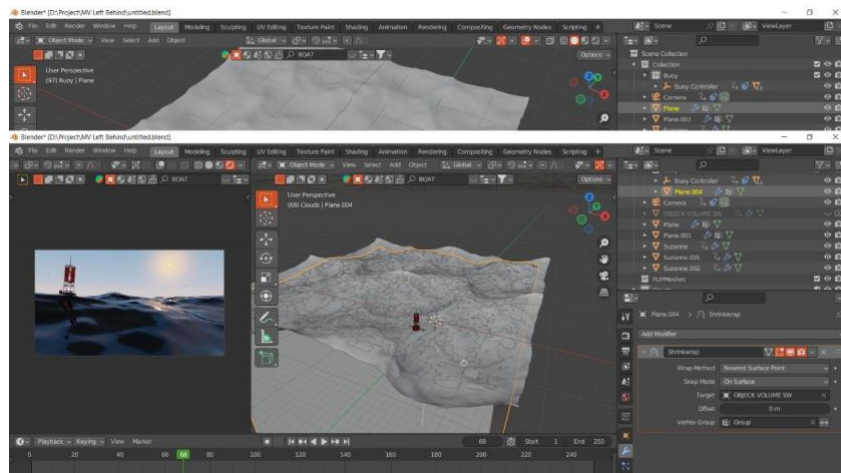 Blender* [D:\Project\MV Left Behind\untitled.blend]
File Edit Render Window Help Layout Modeling Sculpting UV Editing Texture Paint Shading Animation Rendering Compositing Geometry Nodes Scripting + Scene ViewLayer
Object Mode View Select Add Object Global
BOAT Options
User Perspective
(97) Buoy | Plane
Scene Collection
Collection
Buoy
Buoy Controller
Camera
Plane
Plane.001
Blender* [D:\Project\MV Left Behind\untitled.blend]
File Edit Render Window Help Layout Modeling Sculpting UV Editing Texture Paint Shading Animation Rendering Compositing Geometry Nodes Scripting Scene ViewLayer
Object Mode View Select Add Object Global
BOAT BOAT Options
User Perspective
(68) Clouds | Plane.004
Buoy Controller
Plane.004
Camera
OBJECK VOLUME SW
Plane
Plane.001
Suzanne
Suzanne.001
Suzanne.002
FLIPMeshes
Plane.004 > Shrinkwrap
Add Modifier
Shrinkwrap
Wrap Method Nearest Surface Point
Snap Mode On Surface
Target OBJECK VOLUME SW
Offset 0 m
Vertex Group Group
Playback Keying View Marker 68 Start 1 End 250
0 20 40 60 68 80 100 120 140 160 180 200 220 240